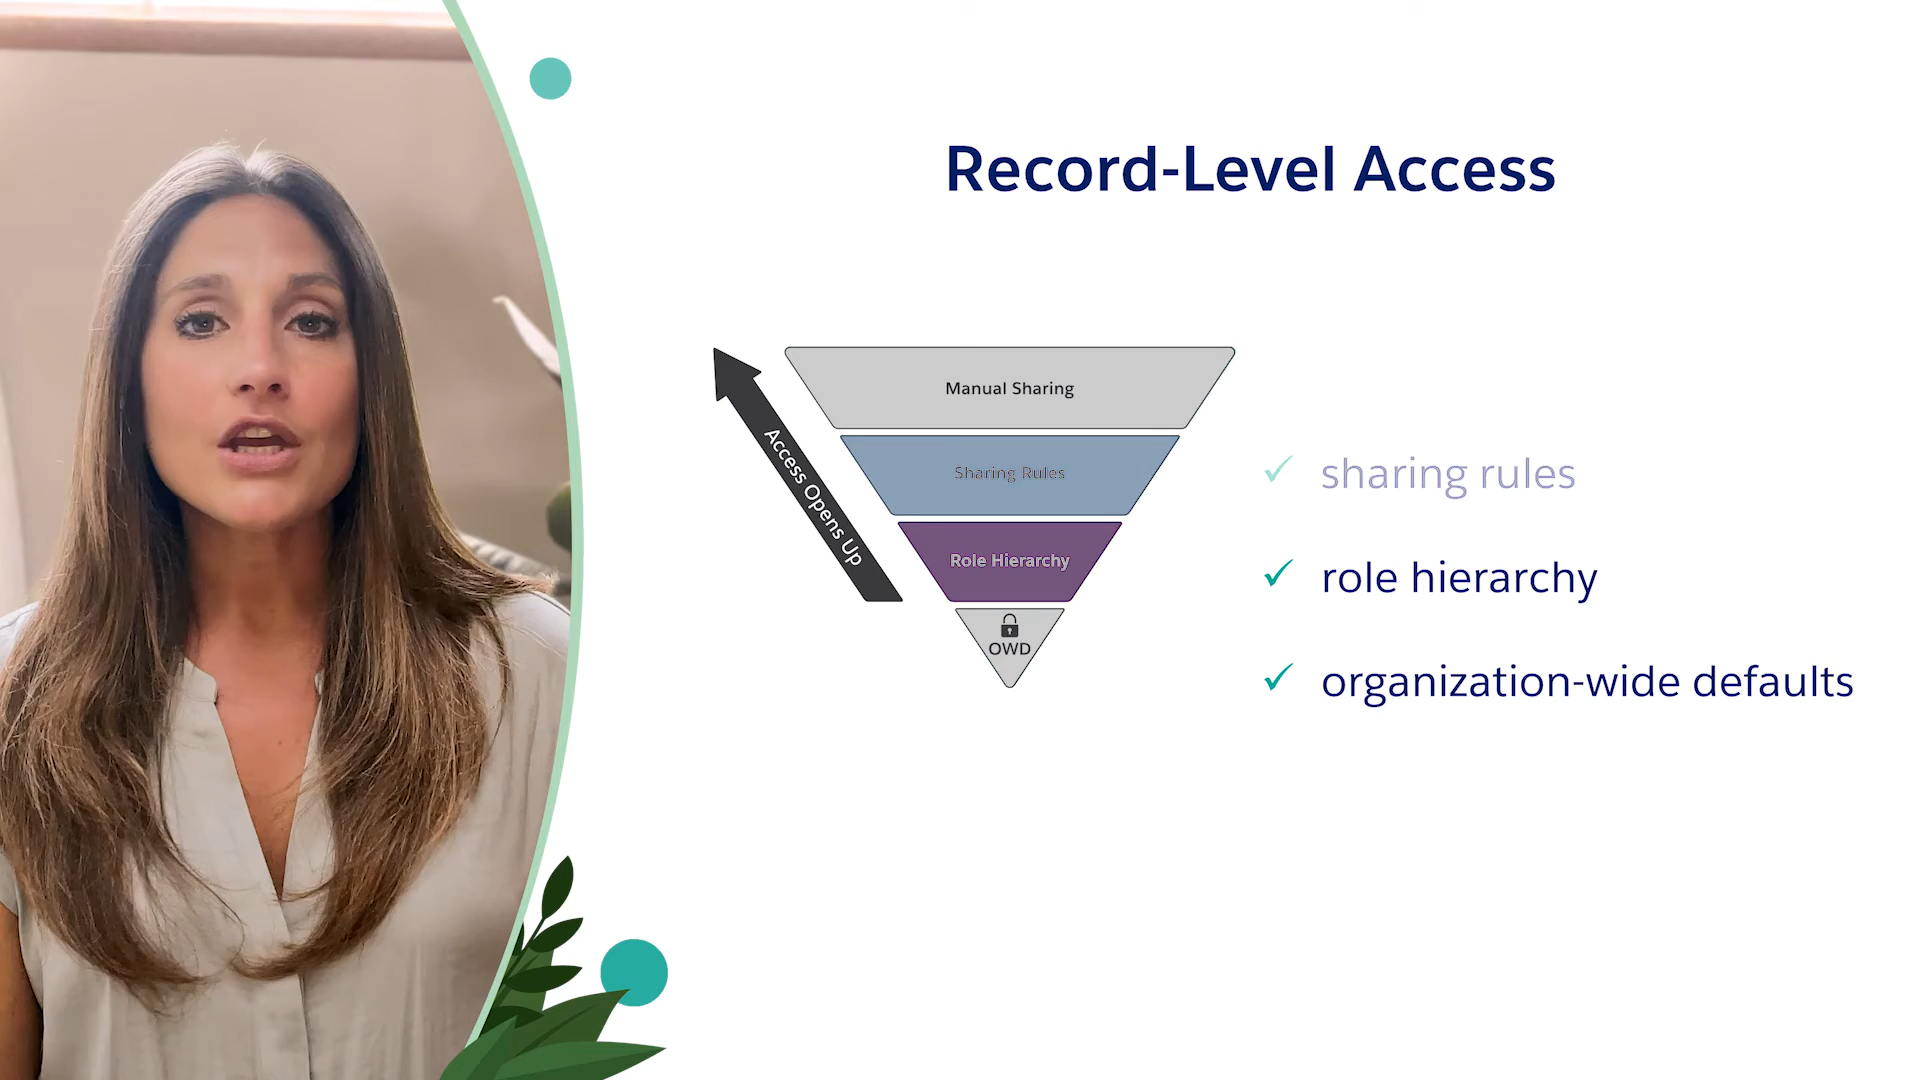 Record-Level Access
Manual Sharing
Sharing Rules
Role Hierarchy
OWD
Access Opens Up
sharing rules
role hierarchy
organization-wide defaults